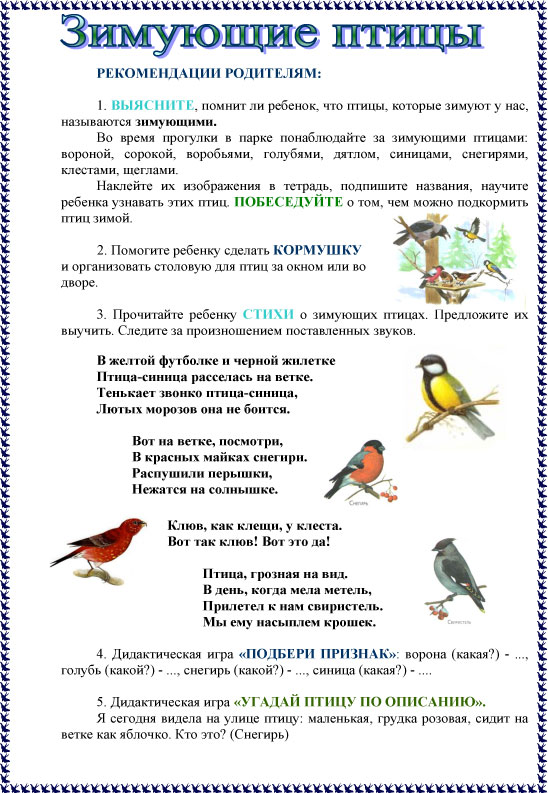 Зимующие птицы
РЕКОМЕНДАЦИИ РОДИТЕЛЯМ:
1. ВЫЯСНИТЕ, помнит ли ребенок, что птицы, которые зимуют у нас,
называются зимующими.
Во время прогулки в парке понаблюдайте за зимующими птицами:
вороной, сорокой, воробьями, голубями, дятлом, синицами, снегирями,
клестами, щеглами.
Наклейте их изображения в тетрадь, подпишите названия, научите
ребенка узнавать этих птиц. ПОБЕСЕДУЙТЕ о том, чем можно подкормить
птиц зимой.
2. Помогите ребенку сделать КОРМУШКУ
и организовать столовую для птиц за окном или во
дворе.
3. Прочитайте ребенку СТИХИ о зимующих птицах. Предложите их
выучить. Следите за произношением поставленных звуков.
В желтой футболке и черной жилетке
Птица-синица расселась на ветке.
Тенькает звонко птица-синица,
Лютых морозов она не боится.
Вот на ветке, посмотри,
В красных майках снегири.
Распушили перышки,
Нежатся на солнышке.
Снегирь
Клюв, как клещи, у клеста.
Вот так клюв! Вот это да!
Птица, грозная на вид.
В день, когда мела метель,
Прилетел к нам свиристель.
Мы ему насыплем крошек.
Свиристель
4. Дидактическая игра «ПОДБЕРИ ПРИЗНАК»: ворона (какая?) - ...,
голубь (какой?) - ..., снегирь (какой?) - ..., синица (какая?) - ....
5. Дидактическая игра «УГАДАЙ ПТИЦУ ПО ОПИСАНИЮ».
Я сегодня видела на улице птицу: маленькая, грудка розовая, сидит на
ветке как яблочко. Кто это? (Снегирь)